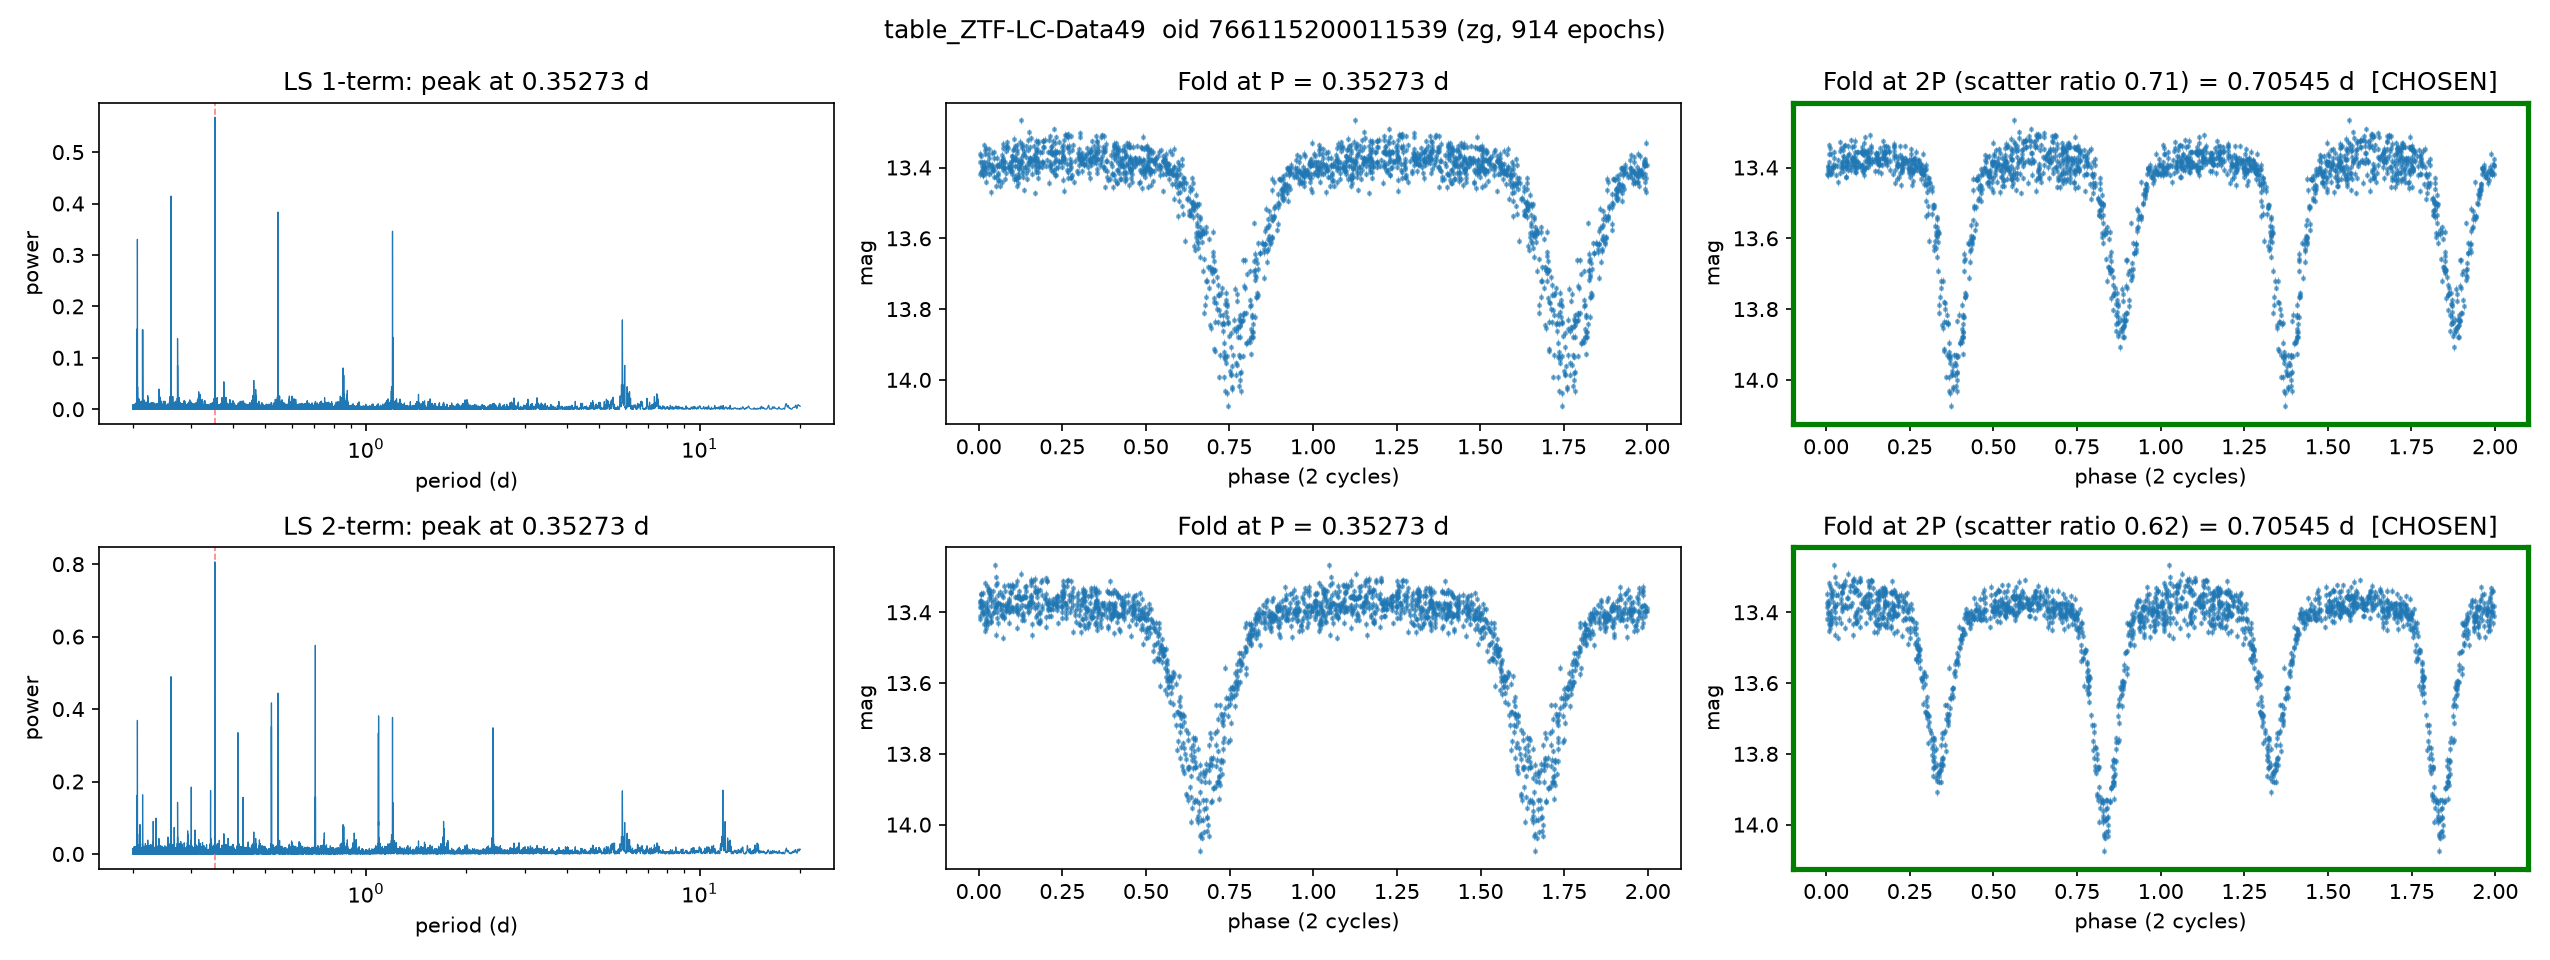 table_ZTF-LC-Data49  oid 766115200011539 (zg, 914 epochs)
LS 1-term: peak at 0.35273 d
Fold at P = 0.35273 d
Fold at 2P (scatter ratio 0.71) = 0.70545 d  [CHOSEN]
power
0.5
0.4
0.3
0.2
0.1
0.0
10⁰
10¹
period (d)
mag
13.4
13.6
13.8
14.0
0.00 0.25 0.50 0.75 1.00 1.25 1.50 1.75 2.00
phase (2 cycles)
mag
13.4
13.6
13.8
14.0
0.00 0.25 0.50 0.75 1.00 1.25 1.50 1.75 2.00
phase (2 cycles)
LS 2-term: peak at 0.35273 d
Fold at P = 0.35273 d
Fold at 2P (scatter ratio 0.62) = 0.70545 d  [CHOSEN]
power
0.8
0.6
0.4
0.2
0.0
10⁰
10¹
period (d)
mag
13.4
13.6
13.8
14.0
0.00 0.25 0.50 0.75 1.00 1.25 1.50 1.75 2.00
phase (2 cycles)
mag
13.4
13.6
13.8
14.0
0.00 0.25 0.50 0.75 1.00 1.25 1.50 1.75 2.00
phase (2 cycles)